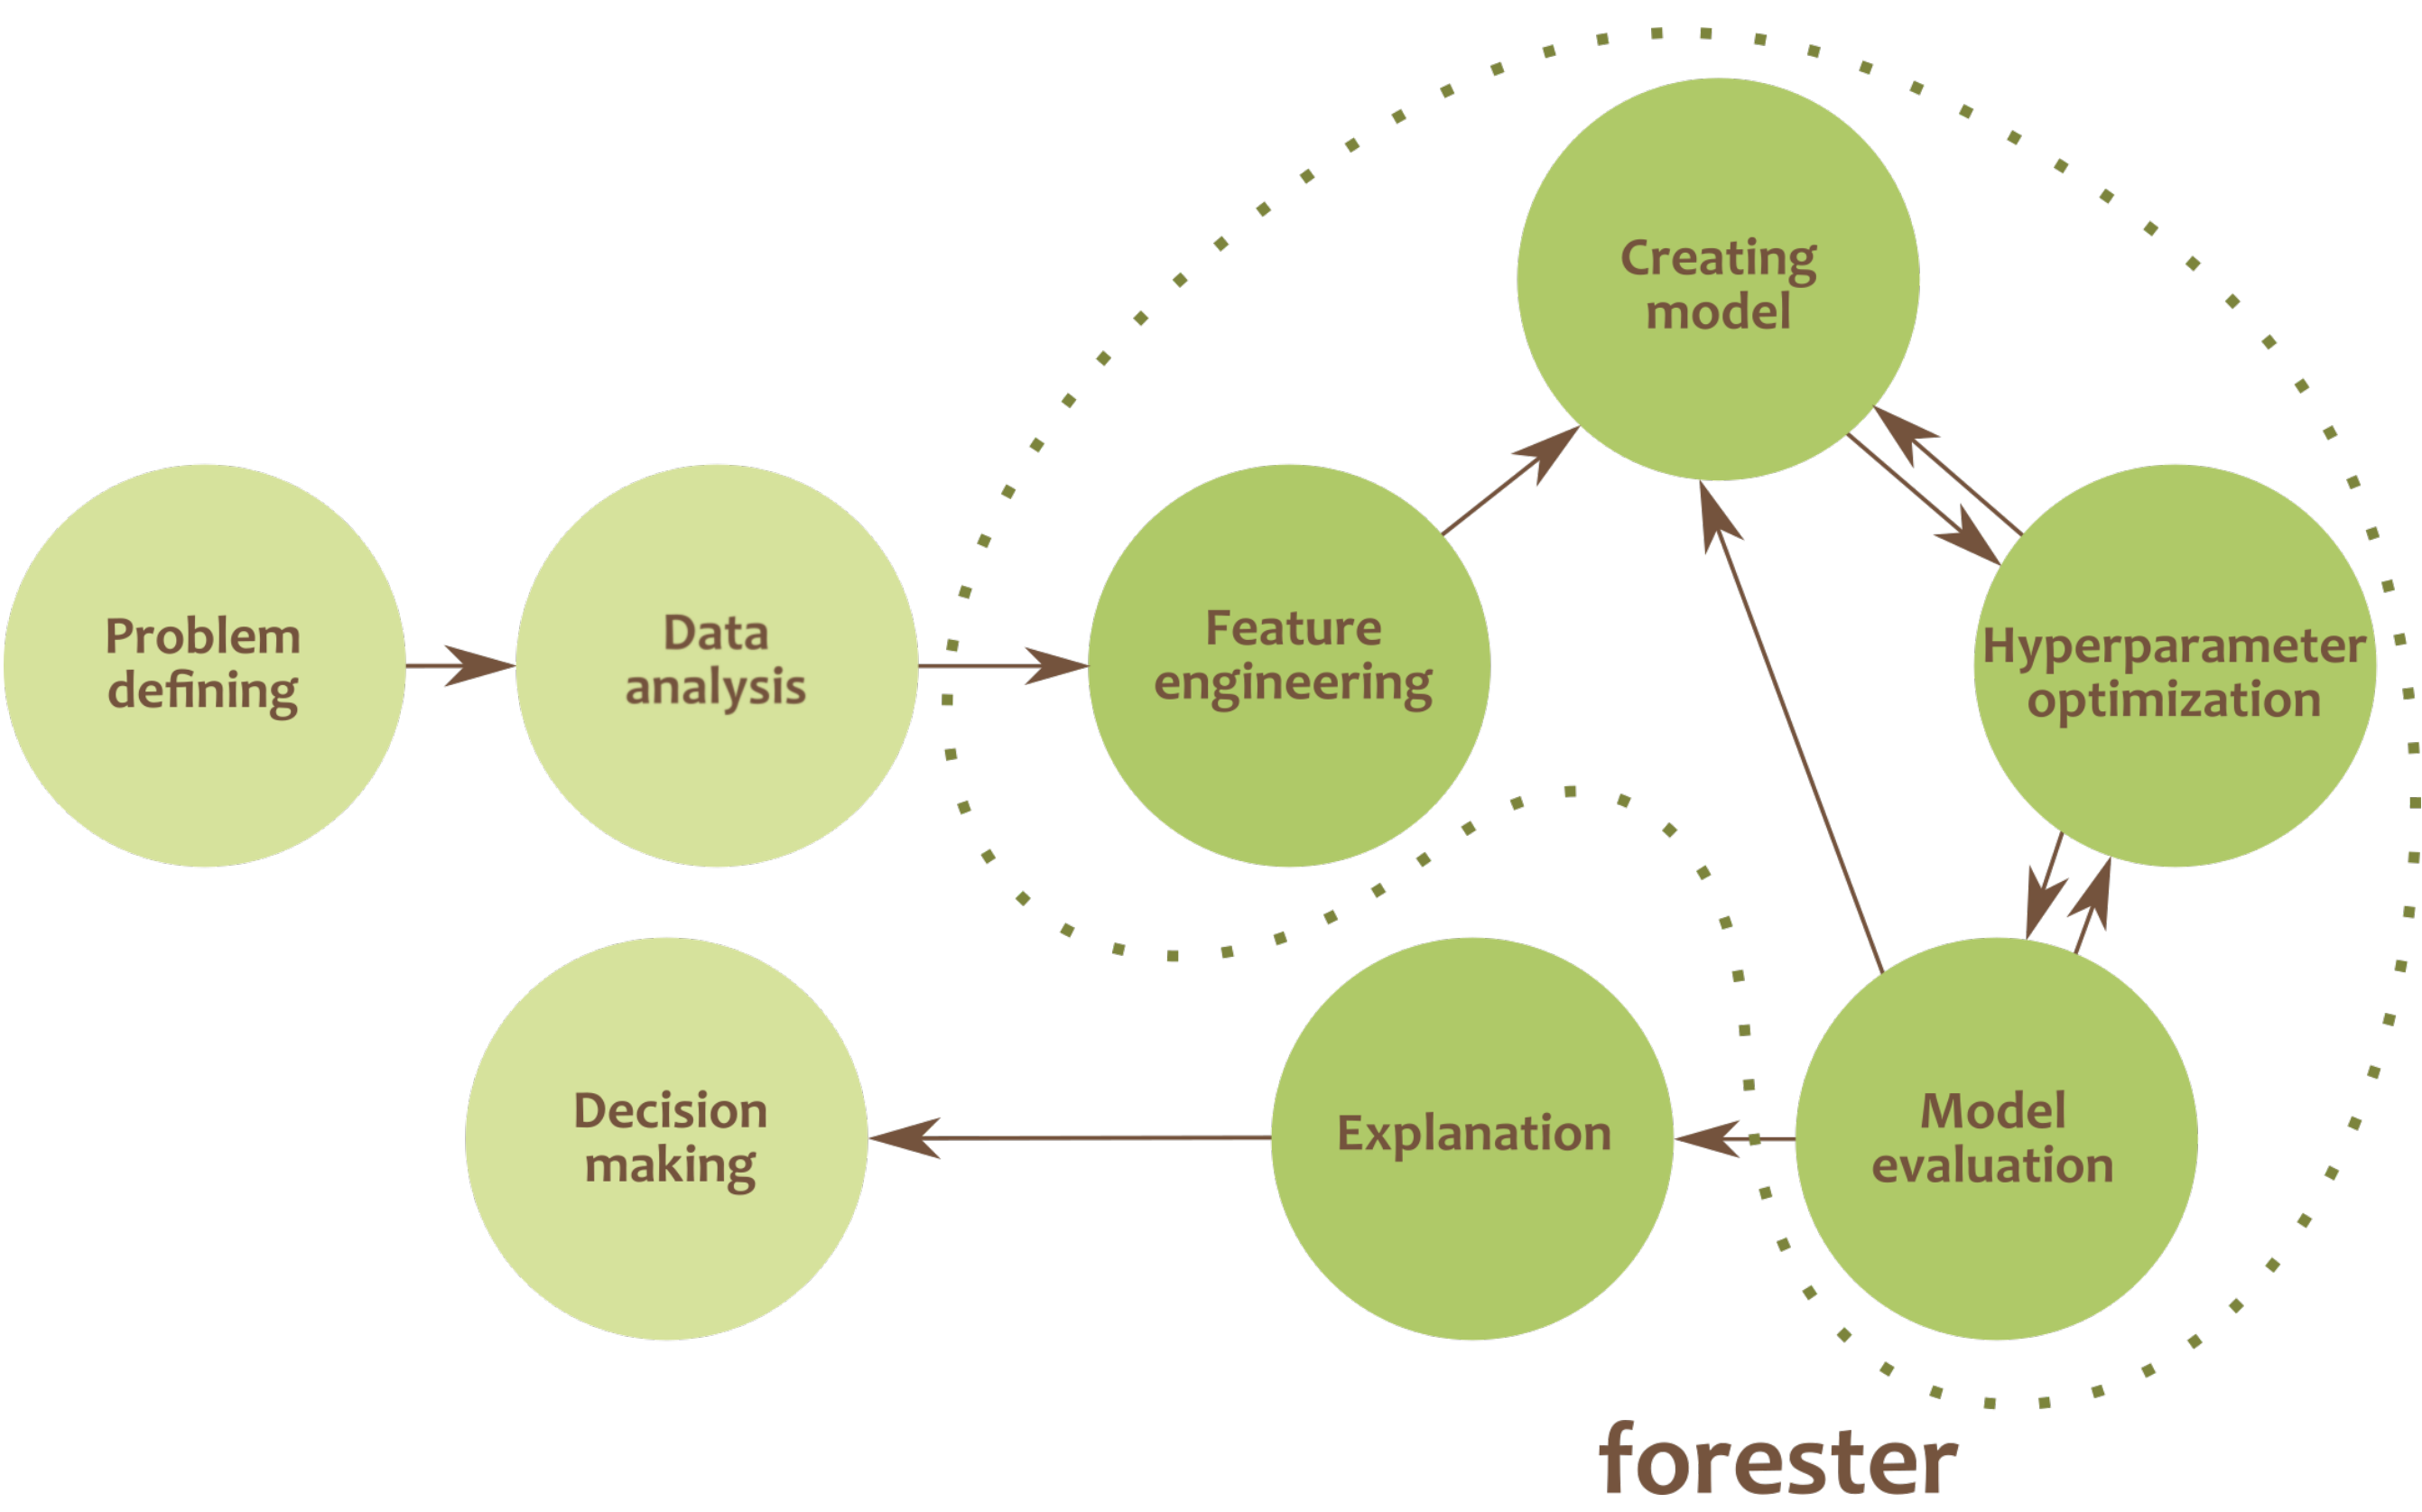 Problem
defining
Data
analysis
Feature
engineering
Creating
model
Hyperparameter
optimization
Model
evaluation
Explanation
Decision
making
forester